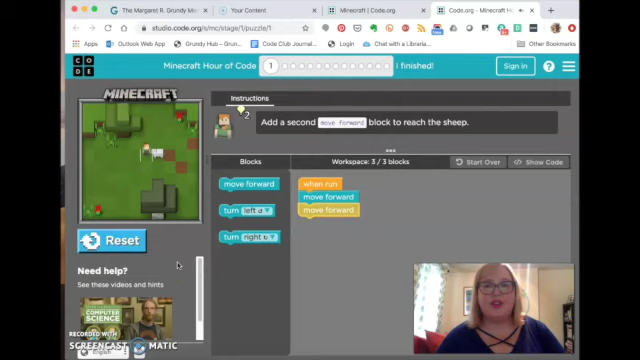 The Margaret R. Grundy Me
Your Content
Minecraft | Code.org
Code.org - Minecraft Ho
studio.code.org/s/mc/stage/1/puzzle/1
Apps
Outlook Web App
Grundy Hub – Grun...
Code Club Journal...
Chat with a Libraria...
Other Bookmarks
C O
D E
Minecraft Hour of Code
1
I finished!
Sign in
?
MINECRAFT
Instructions
2
Add a second move forward block to reach the sheep.
Blocks
Workspace: 3 / 3 blocks
Start Over
Show Code
move forward
when run
move forward
turn left
move forward
turn right
Reset
Need help?
See these videos and hints
COMPUTER
SCIENCE
RECORDED WITH
SCREENCAST MATIC
English